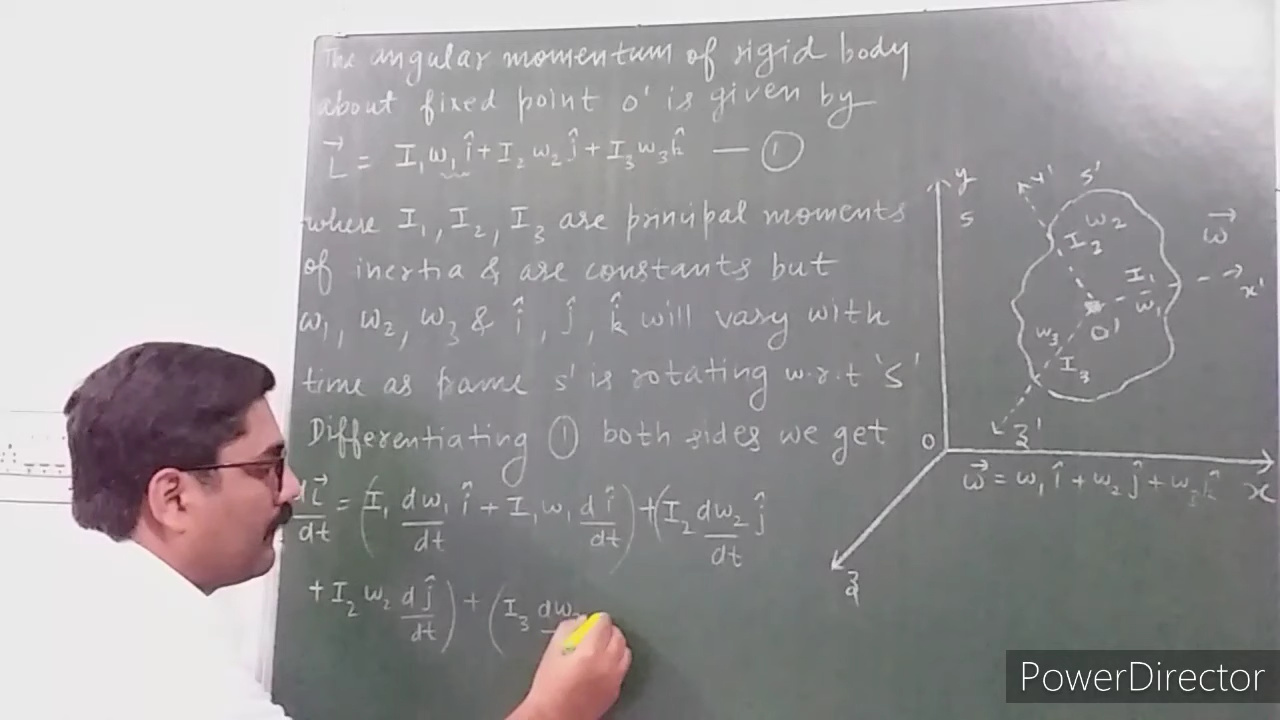 The angular momentum of rigid body
about fixed point o' is given by
L⃗ = I₁ω₁î + I₂ω₂ĵ + I₃ω₃k̂ — ①
where I₁, I₂, I₃ are principal moments
of inertia & are constants but
ω₁, ω₂, ω₃ & î, ĵ, k̂ will vary with
time as frame s' is rotating w.r.t 's'
Differentiating ① both sides we get
dL⃗/dt = (I₁ dω₁/dt î + I₁ω₁ dî/dt) + (I₂ dω₂/dt ĵ
+ I₂ω₂ dĵ/dt) + (I₃ dω₃
y
s
y'
s'
ω₂
I₂
ω⃗
I₁
ω₁
x'
o'
ω₃
I₃
z'
o
ω⃗ = ω₁î + ω₂ĵ + ω₃k̂
x
z
PowerDirector